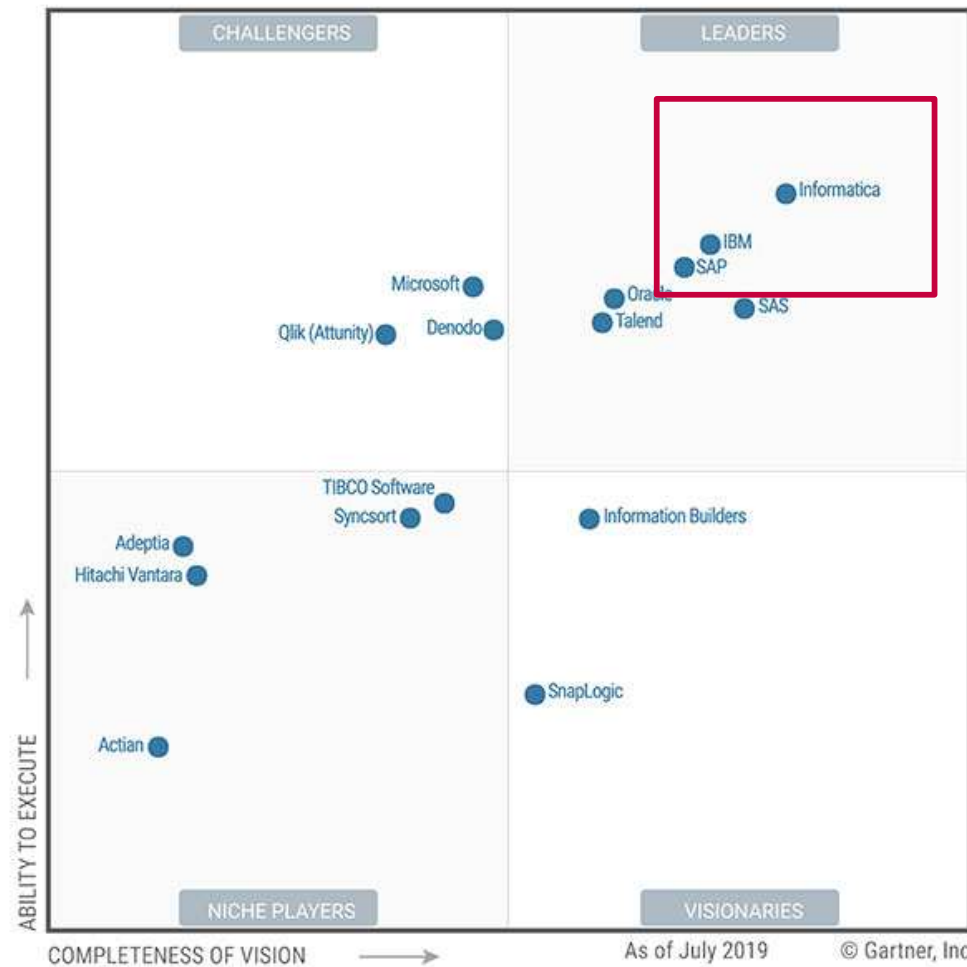 CHALLENGERS
LEADERS
Informatica
IBM
SAP
Microsoft
Oracle
SAS
Qlik (Attunity)
Denodo
Talend
TIBCO Software
Syncsort
Information Builders
Adeptia
Hitachi Vantara
SnapLogic
Actian
ABILITY TO EXECUTE
NICHE PLAYERS
VISIONARIES
COMPLETENESS OF VISION
As of July 2019
© Gartner, Inc